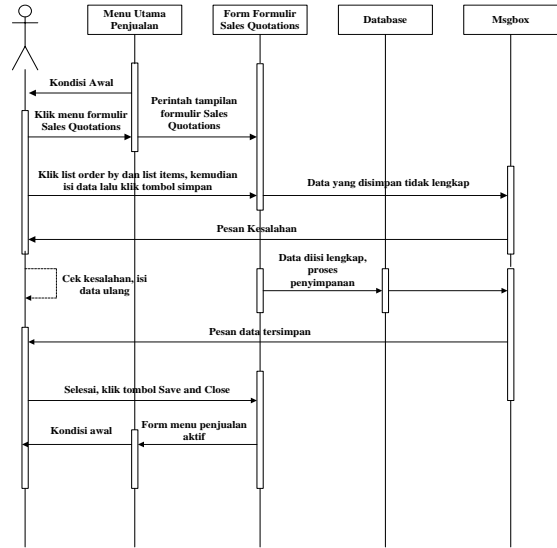 Menu Utama
Penjualan
Form Formulir
Sales Quotations
Database
Msgbox
Kondisi Awal
Klik menu formulir
Sales Quotations
Perintah tampilan
formulir Sales
Quotations
Klik list order by dan list items, kemudian
isi data lalu klik tombol simpan
Data yang disimpan tidak lengkap
Pesan Kesalahan
Cek kesalahan, isi
data ulang
Data diisi lengkap,
proses
penyimpanan
Pesan data tersimpan
Selesai, klik tombol Save and Close
Kondisi awal
Form menu penjualan
aktif